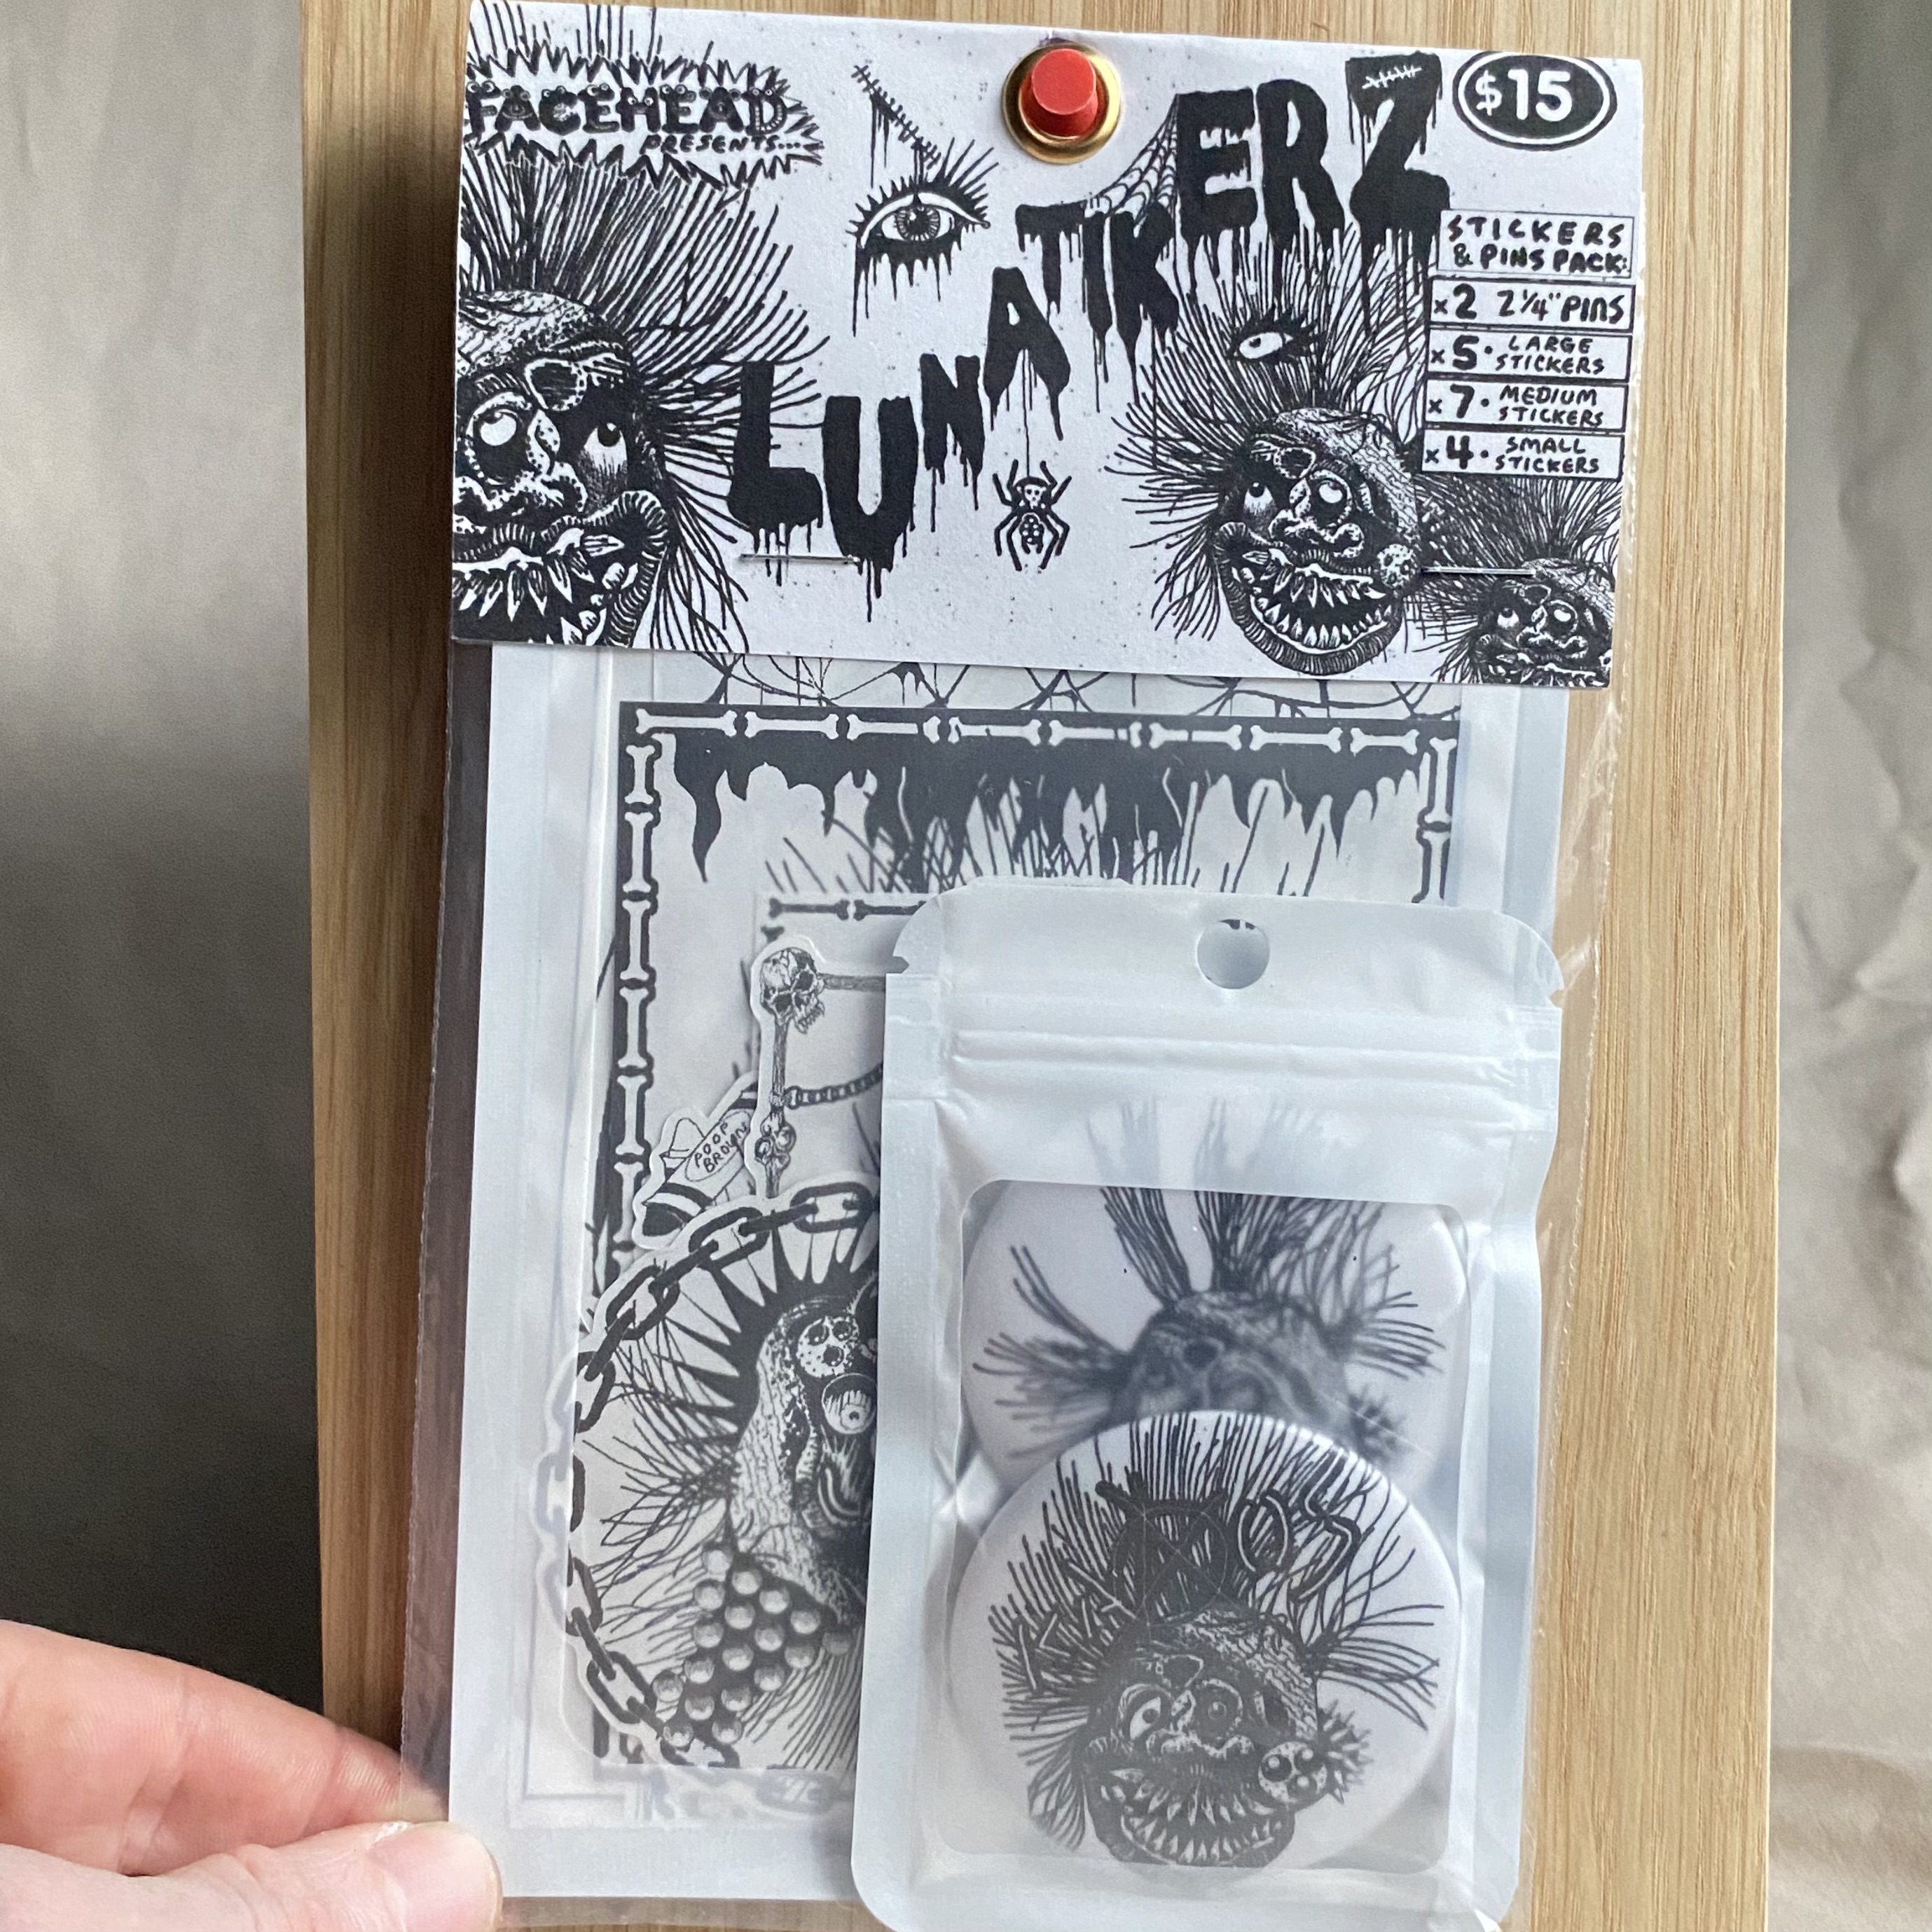 FACEHEAD
PRESENTS...
LUNATIKERZ
$15
STICKERS
& PINS PACK:
x2 2¼" PINS
x5 • LARGE
STICKERS
x7 • MEDIUM
STICKERS
x4 • SMALL
STICKERS
POOP
BROWN